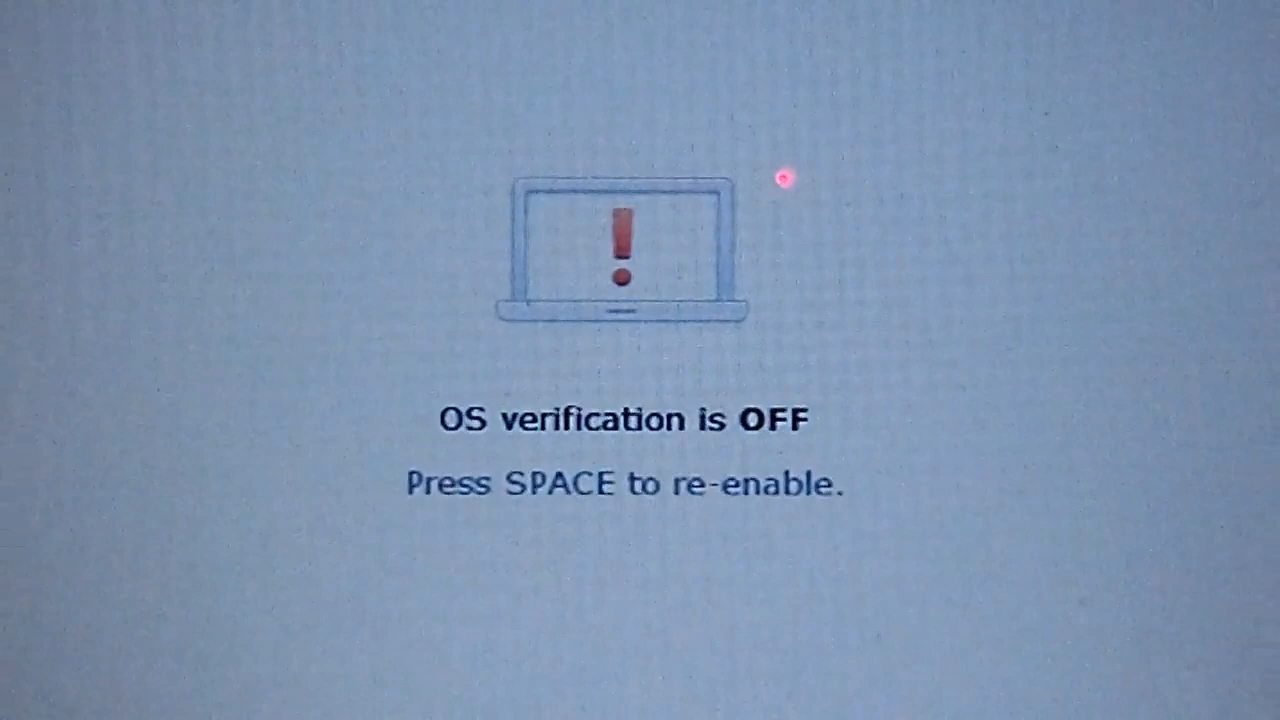 OS verification is OFF
Press SPACE to re-enable.